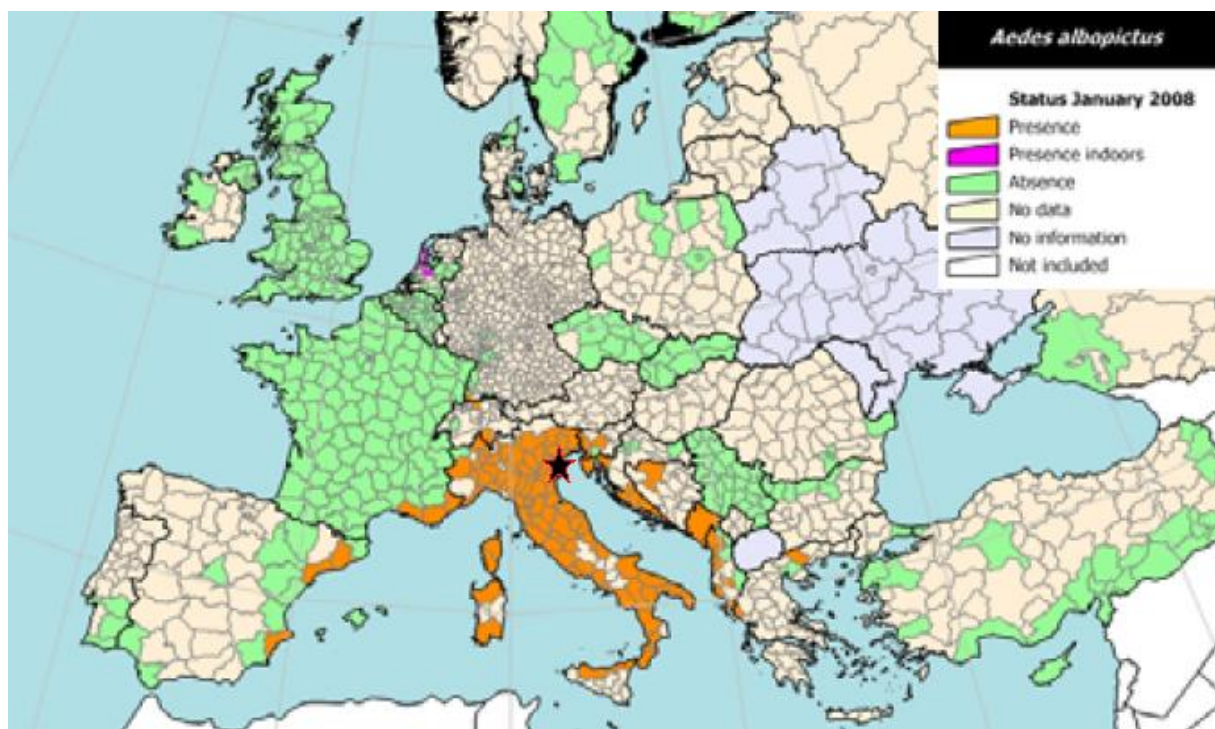 Aedes albopictus
Status January 2008
Presence
Presence indoors
Absence
No data
No information
Not included